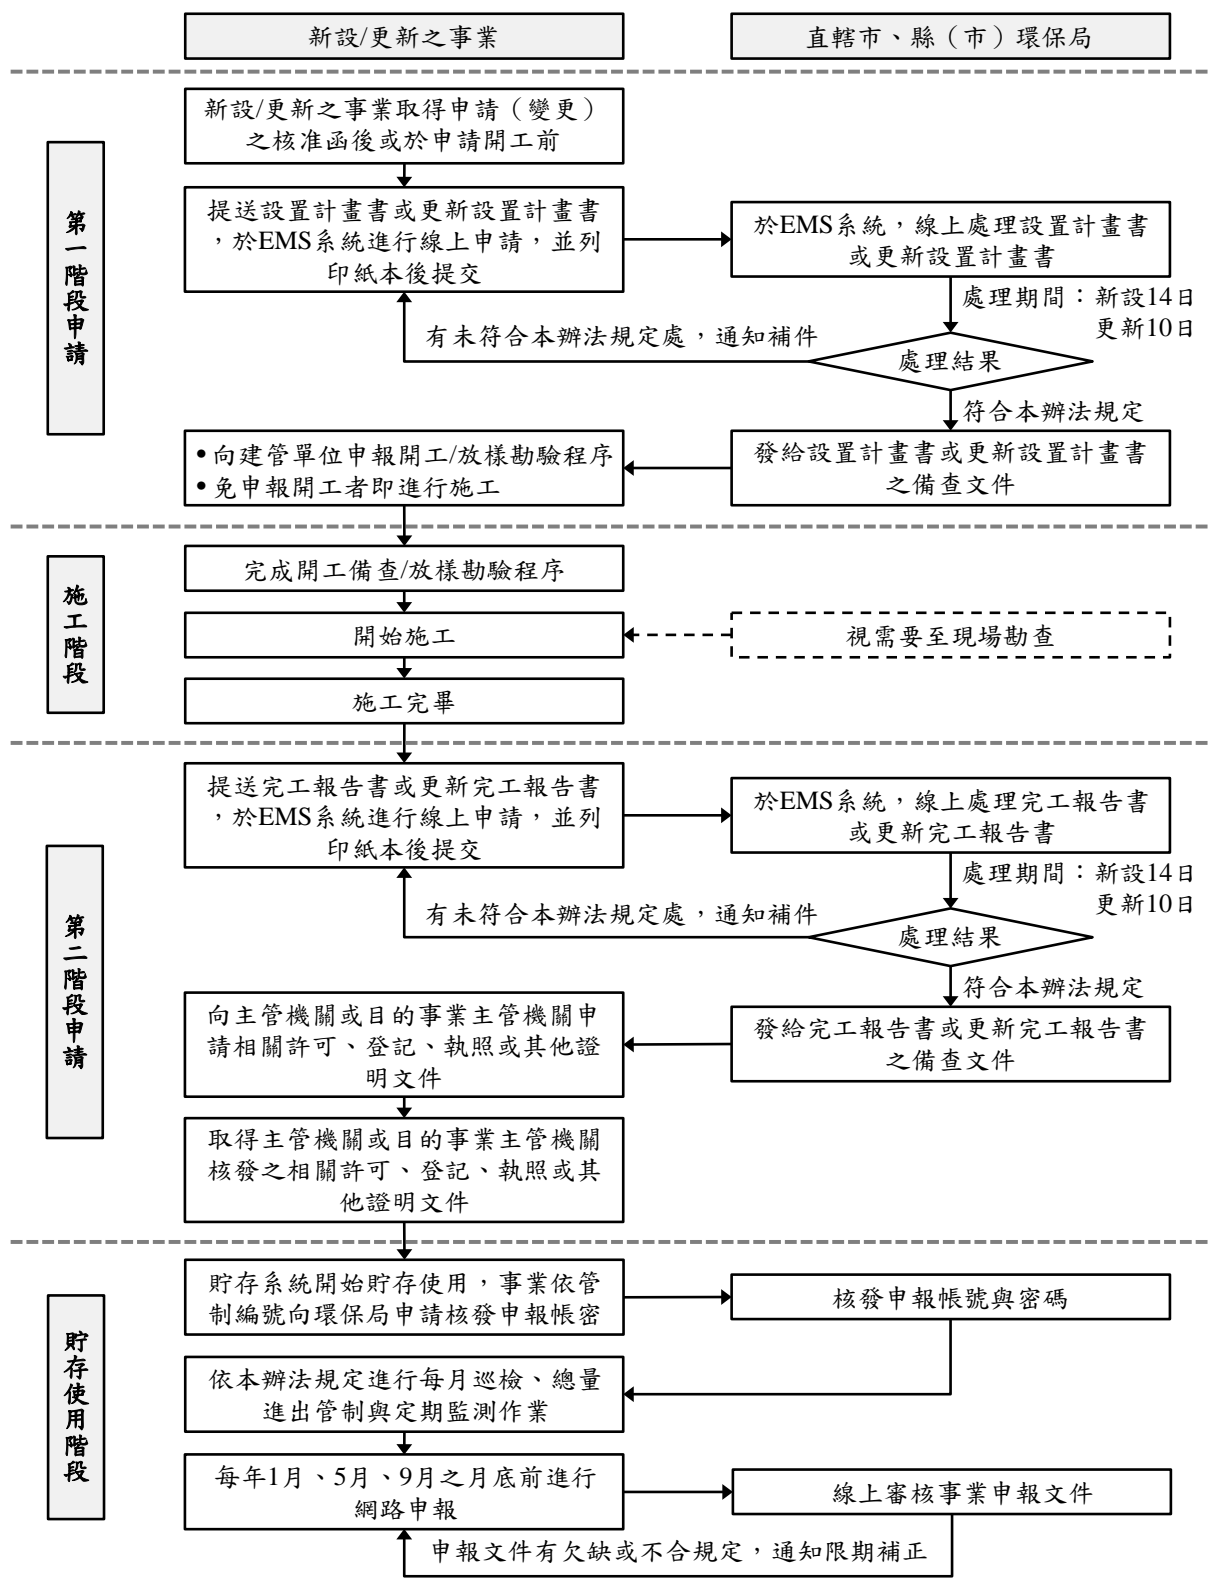 新設/更新之事業
直轄市、縣（市）環保局
第一階段申請
新設/更新之事業取得申請（變更）
之核准函後或於申請開工前
提送設置計畫書或更新設置計畫書
，於EMS系統進行線上申請，並列
印紙本後提交
於EMS系統，線上處理設置計畫書
或更新設置計畫書
處理期間：新設14日
更新10日
有未符合本辦法規定處，通知補件
處理結果
符合本辦法規定
•向建管單位申報開工/放樣勘驗程序
•免申報開工者即進行施工
發給設置計畫書或更新設置計畫書
之備查文件
施工階段
完成開工備查/放樣勘驗程序
開始施工
視需要至現場勘查
施工完畢
第二階段申請
提送完工報告書或更新完工報告書
，於EMS系統進行線上申請，並列
印紙本後提交
於EMS系統，線上處理完工報告書
或更新完工報告書
處理期間：新設14日
更新10日
有未符合本辦法規定處，通知補件
處理結果
符合本辦法規定
向主管機關或目的事業主管機關申
請相關許可、登記、執照或其他證
明文件
發給完工報告書或更新完工報告書
之備查文件
取得主管機關或目的事業主管機關
核發之相關許可、登記、執照或其
他證明文件
貯存使用階段
貯存系統開始貯存使用，事業依管
制編號向環保局申請核發申報帳密
核發申報帳號與密碼
依本辦法規定進行每月巡檢、總量
進出管制與定期監測作業
每年1月、5月、9月之月底前進行
網路申報
線上審核事業申報文件
申報文件有欠缺或不合規定，通知限期補正